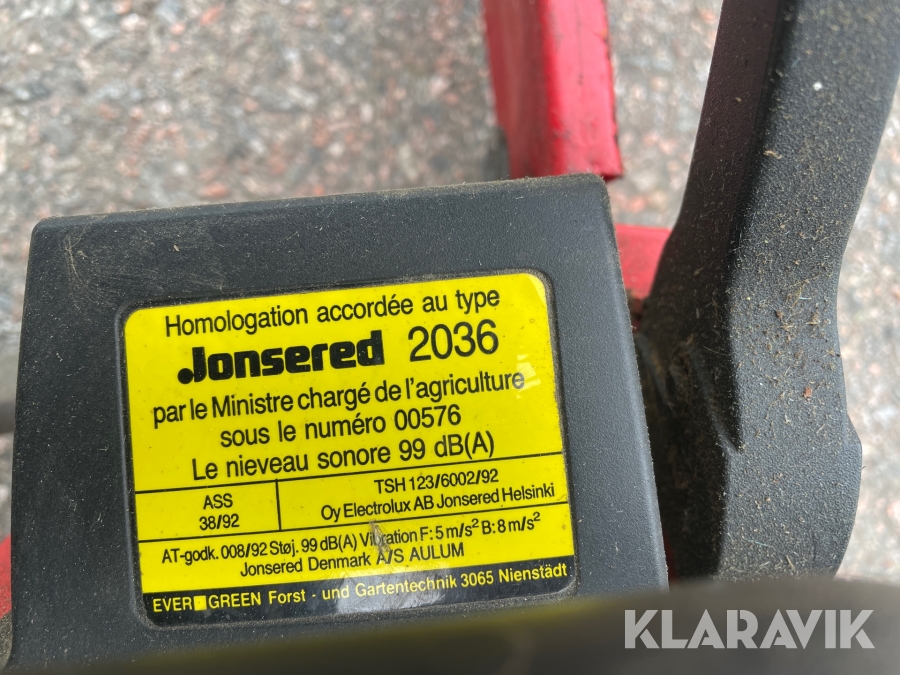 Homologation accordée au type
Jonsered 2036
par le Ministre chargé de l'agriculture
sous le numéro 00576
Le nieveau sonore 99 dB(A)
ASS
38/92
TSH 123/6002/92
Oy Electrolux AB Jonsered Helsinki
AT-godk. 008/92 Støj. 99 dB(A) Vibration F: 5 m/s² B: 8 m/s²
Jonsered Denmark A/S AULUM
EVER GREEN Forst - und Gartentechnik 3065 Nienstädt
KLARAVIK